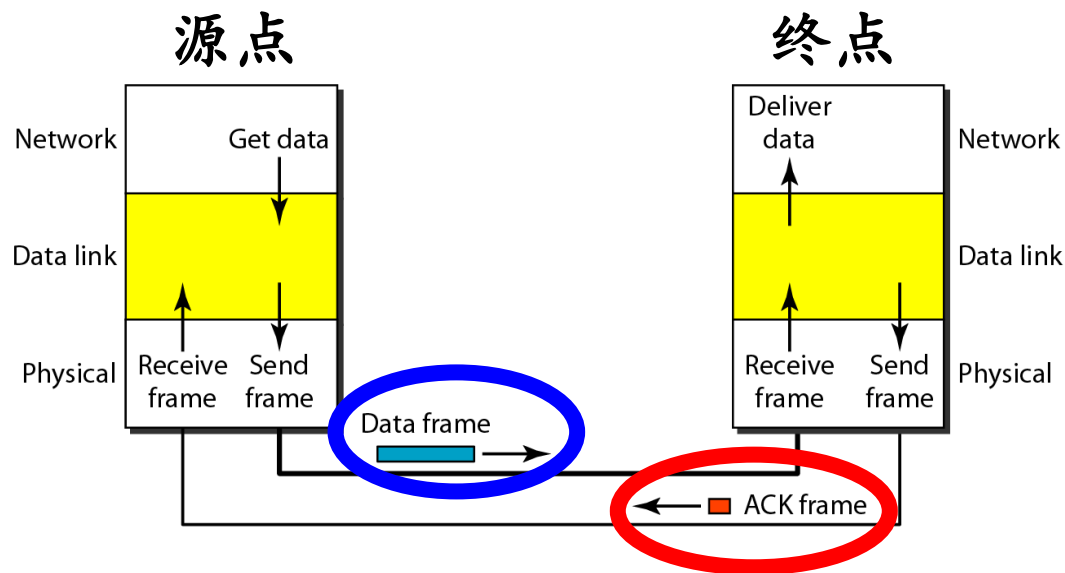 源点
终点
Network
Get data
Deliver
data
Network
Data link
Data link
Physical
Receive
frame
Send
frame
Receive
frame
Send
frame
Physical
Data frame
ACK frame